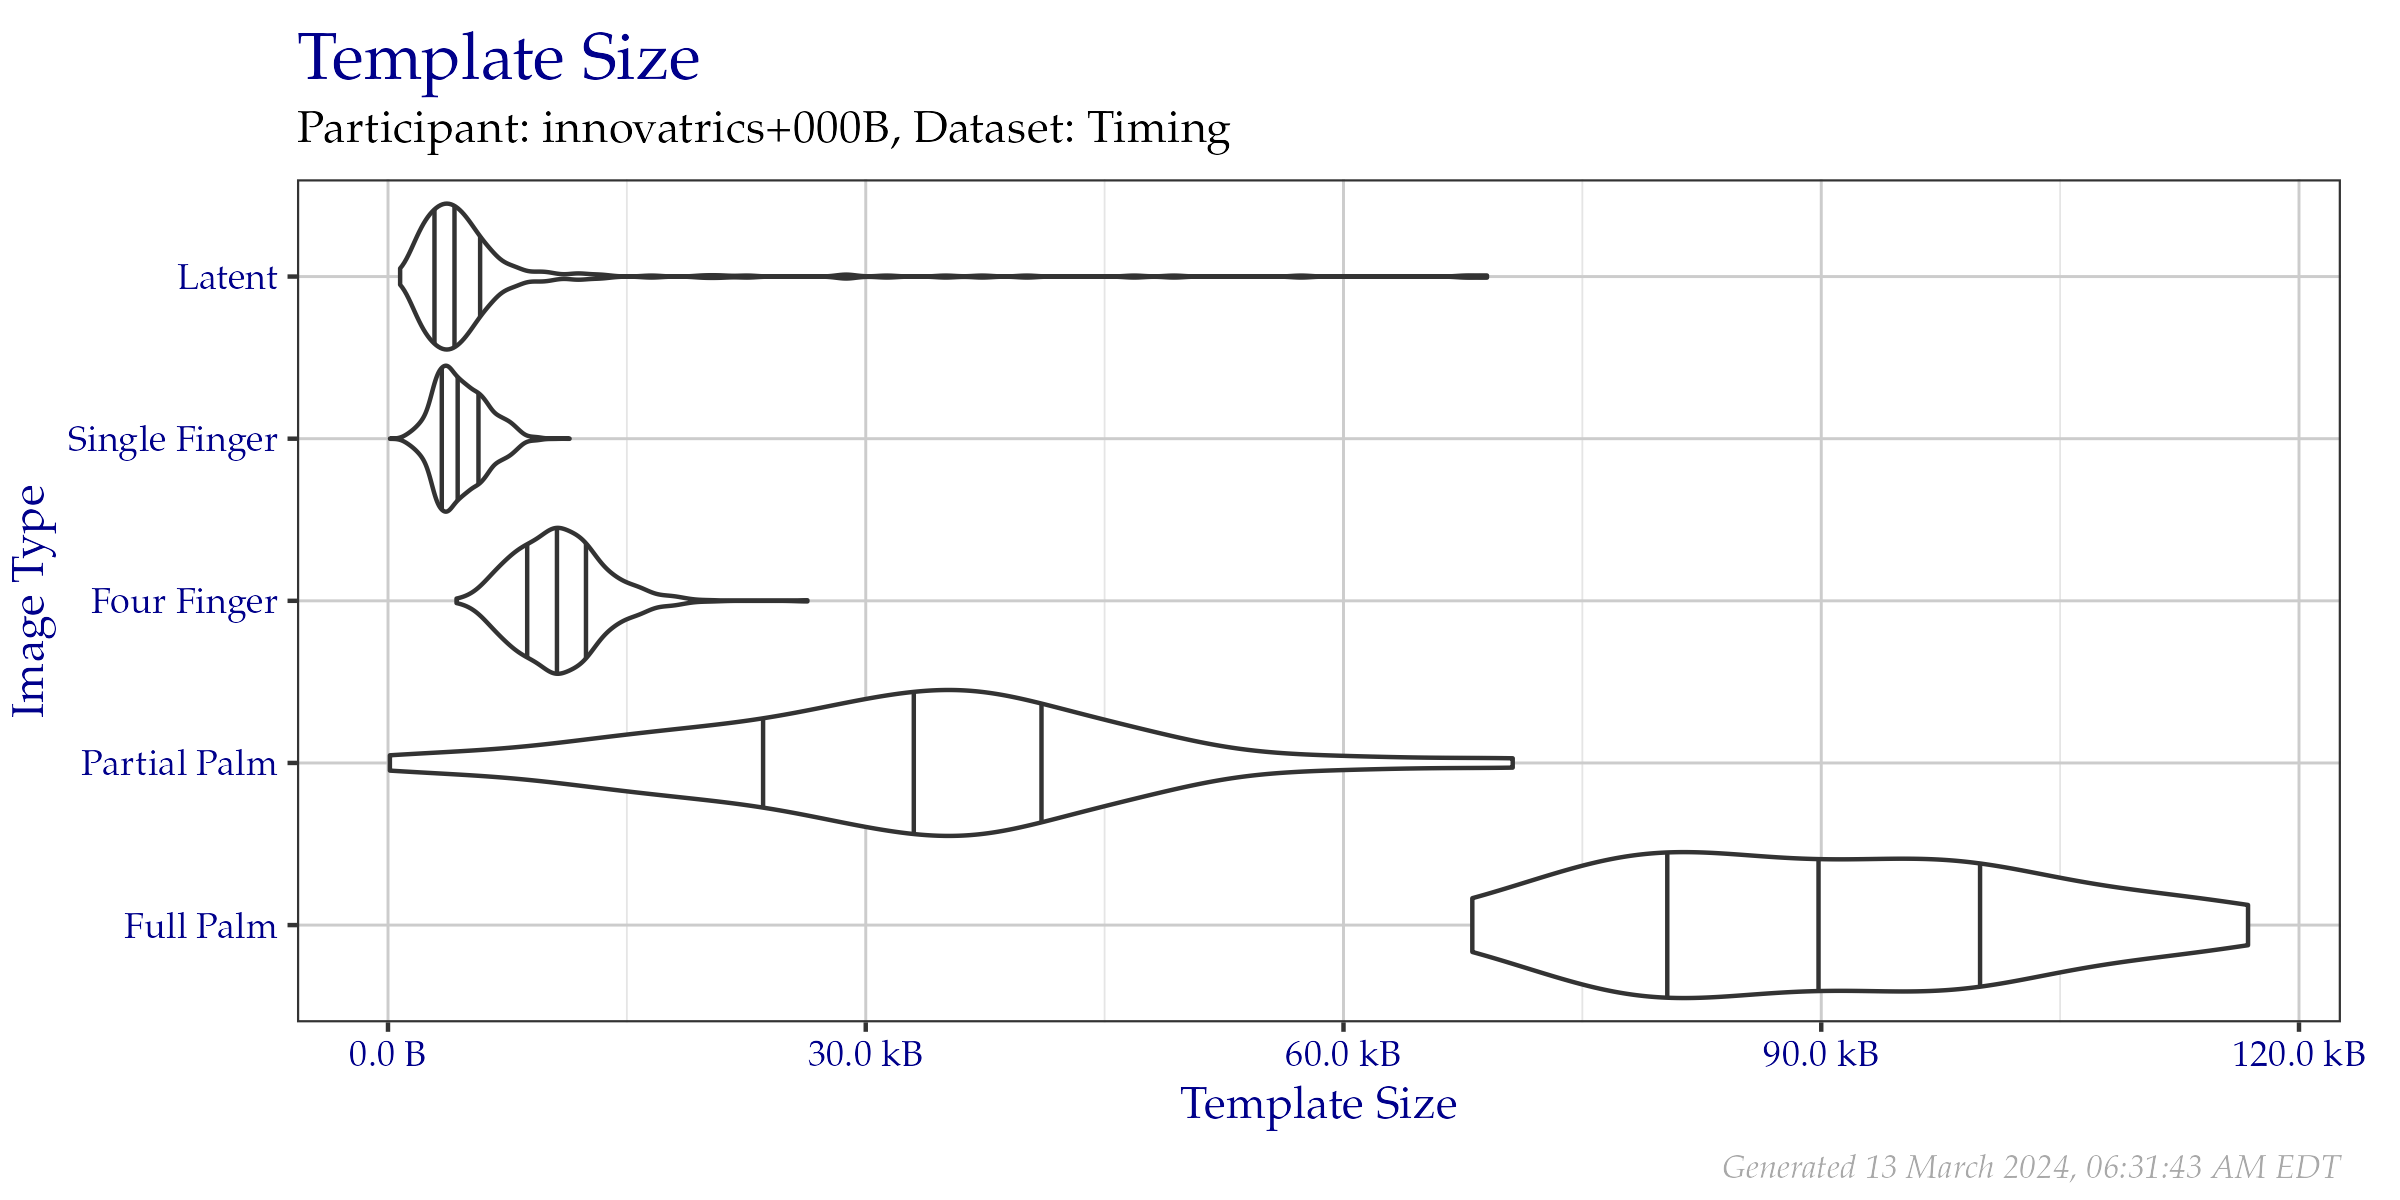 Template Size
Participant: innovatrics+000B, Dataset: Timing
Image Type
Latent
Single Finger
Four Finger
Partial Palm
Full Palm
0.0 B 30.0 kB 60.0 kB 90.0 kB 120.0 kB
Template Size
Generated 13 March 2024, 06:31:43 AM EDT